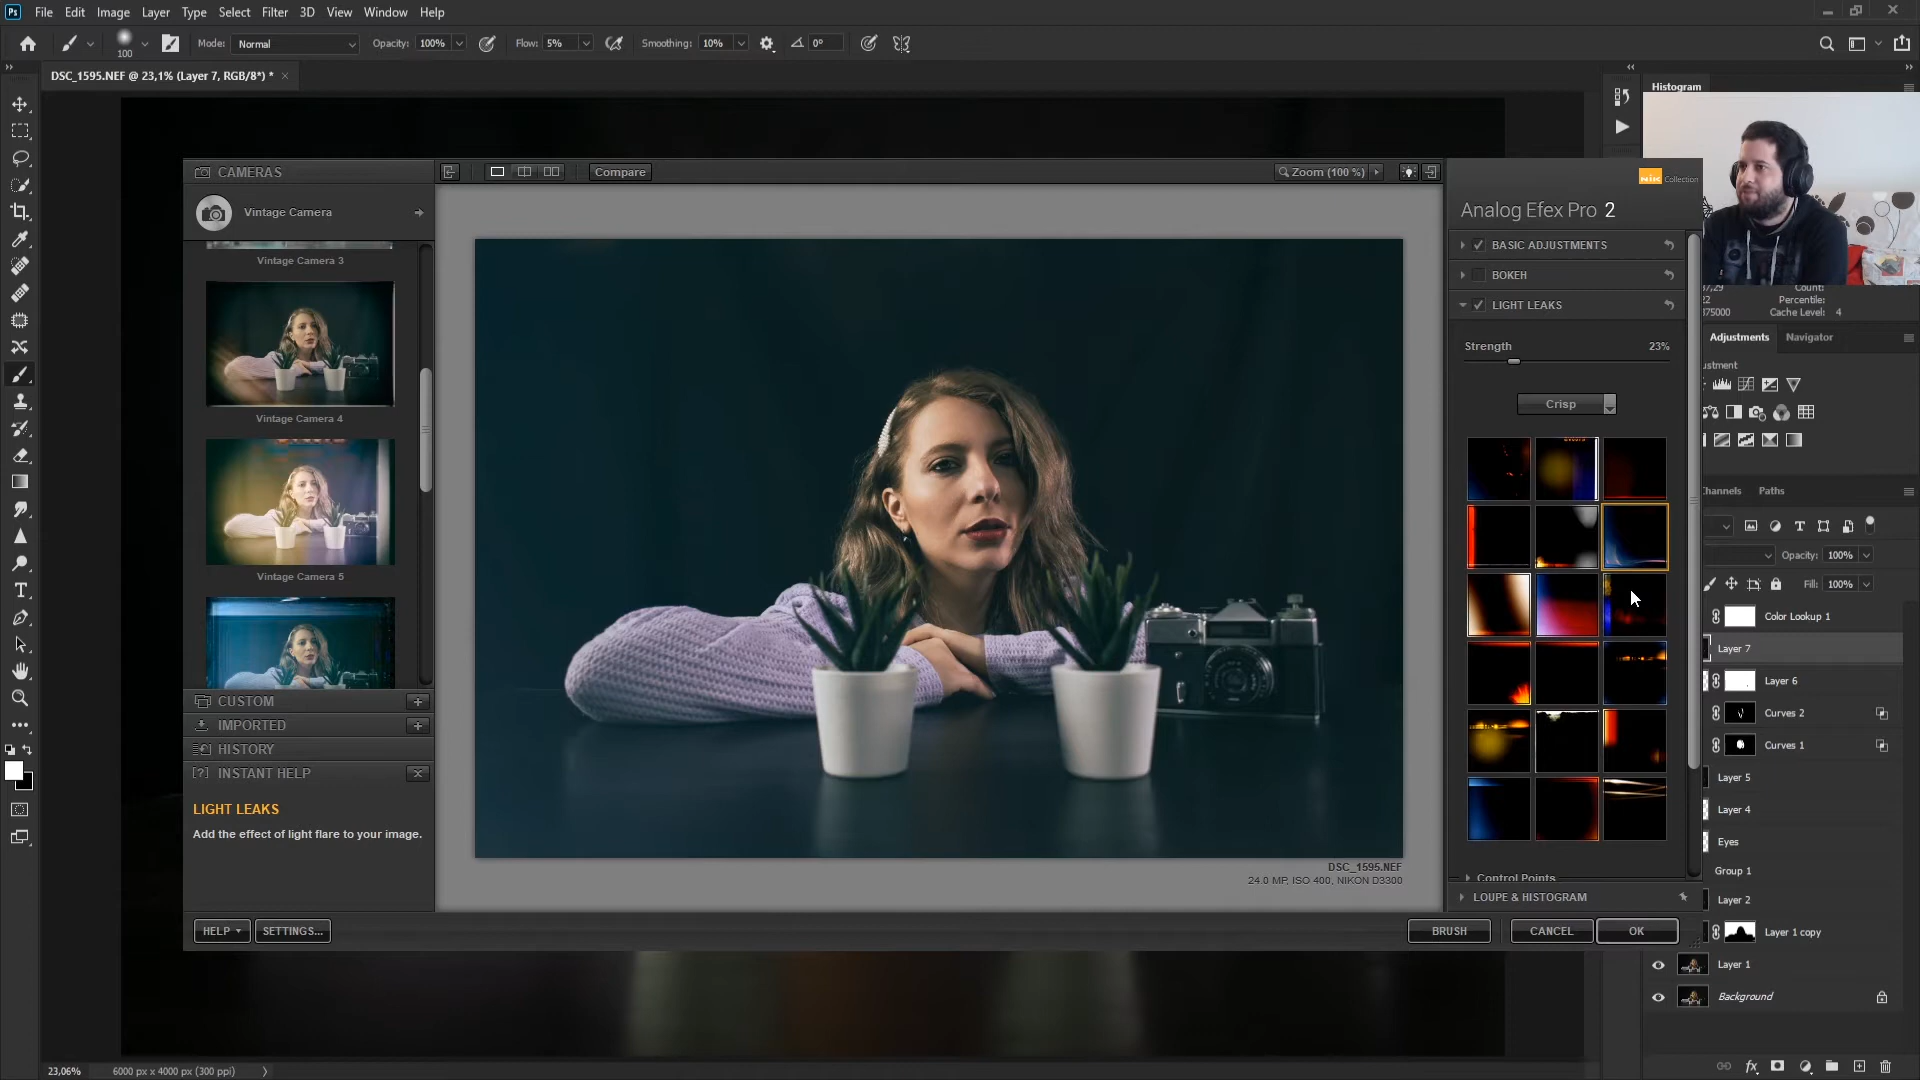 Ps File Edit Image Layer Type Select Filter 3D View Window Help
100 Mode: Normal Opacity: 100% Flow: 5% Smoothing: 10% 0°
DSC_1595.NEF @ 23,1% (Layer 7, RGB/8*) * ×
Histogram
CAMERAS
Compare
Zoom (100 %)
Nik Collection
Vintage Camera
Analog Efex Pro 2
BASIC ADJUSTMENTS
Vintage Camera 3
BOKEH
LIGHT LEAKS
Count:
Percentile:
22
375000
Cache Level: 4
Adjustments Navigator
Strength 23%
Crisp
Vintage Camera 4
Vintage Camera 5
Channels Paths
Opacity: 100%
Fill: 100%
Color Lookup 1
Layer 7
Layer 6
Curves 2
Curves 1
Layer 5
Layer 4
Eyes
Group 1
Layer 2
Layer 1 copy
Layer 1
Background
CUSTOM
IMPORTED
HISTORY
[?] INSTANT HELP
LIGHT LEAKS
Add the effect of light flare to your image.
DSC_1595.NEF
24.0 MP, ISO 400, NIKON D3300
Control Points
LOUPE & HISTOGRAM
HELP
SETTINGS...
BRUSH
CANCEL
OK
23,06% 6000 px x 4000 px (300 ppi)